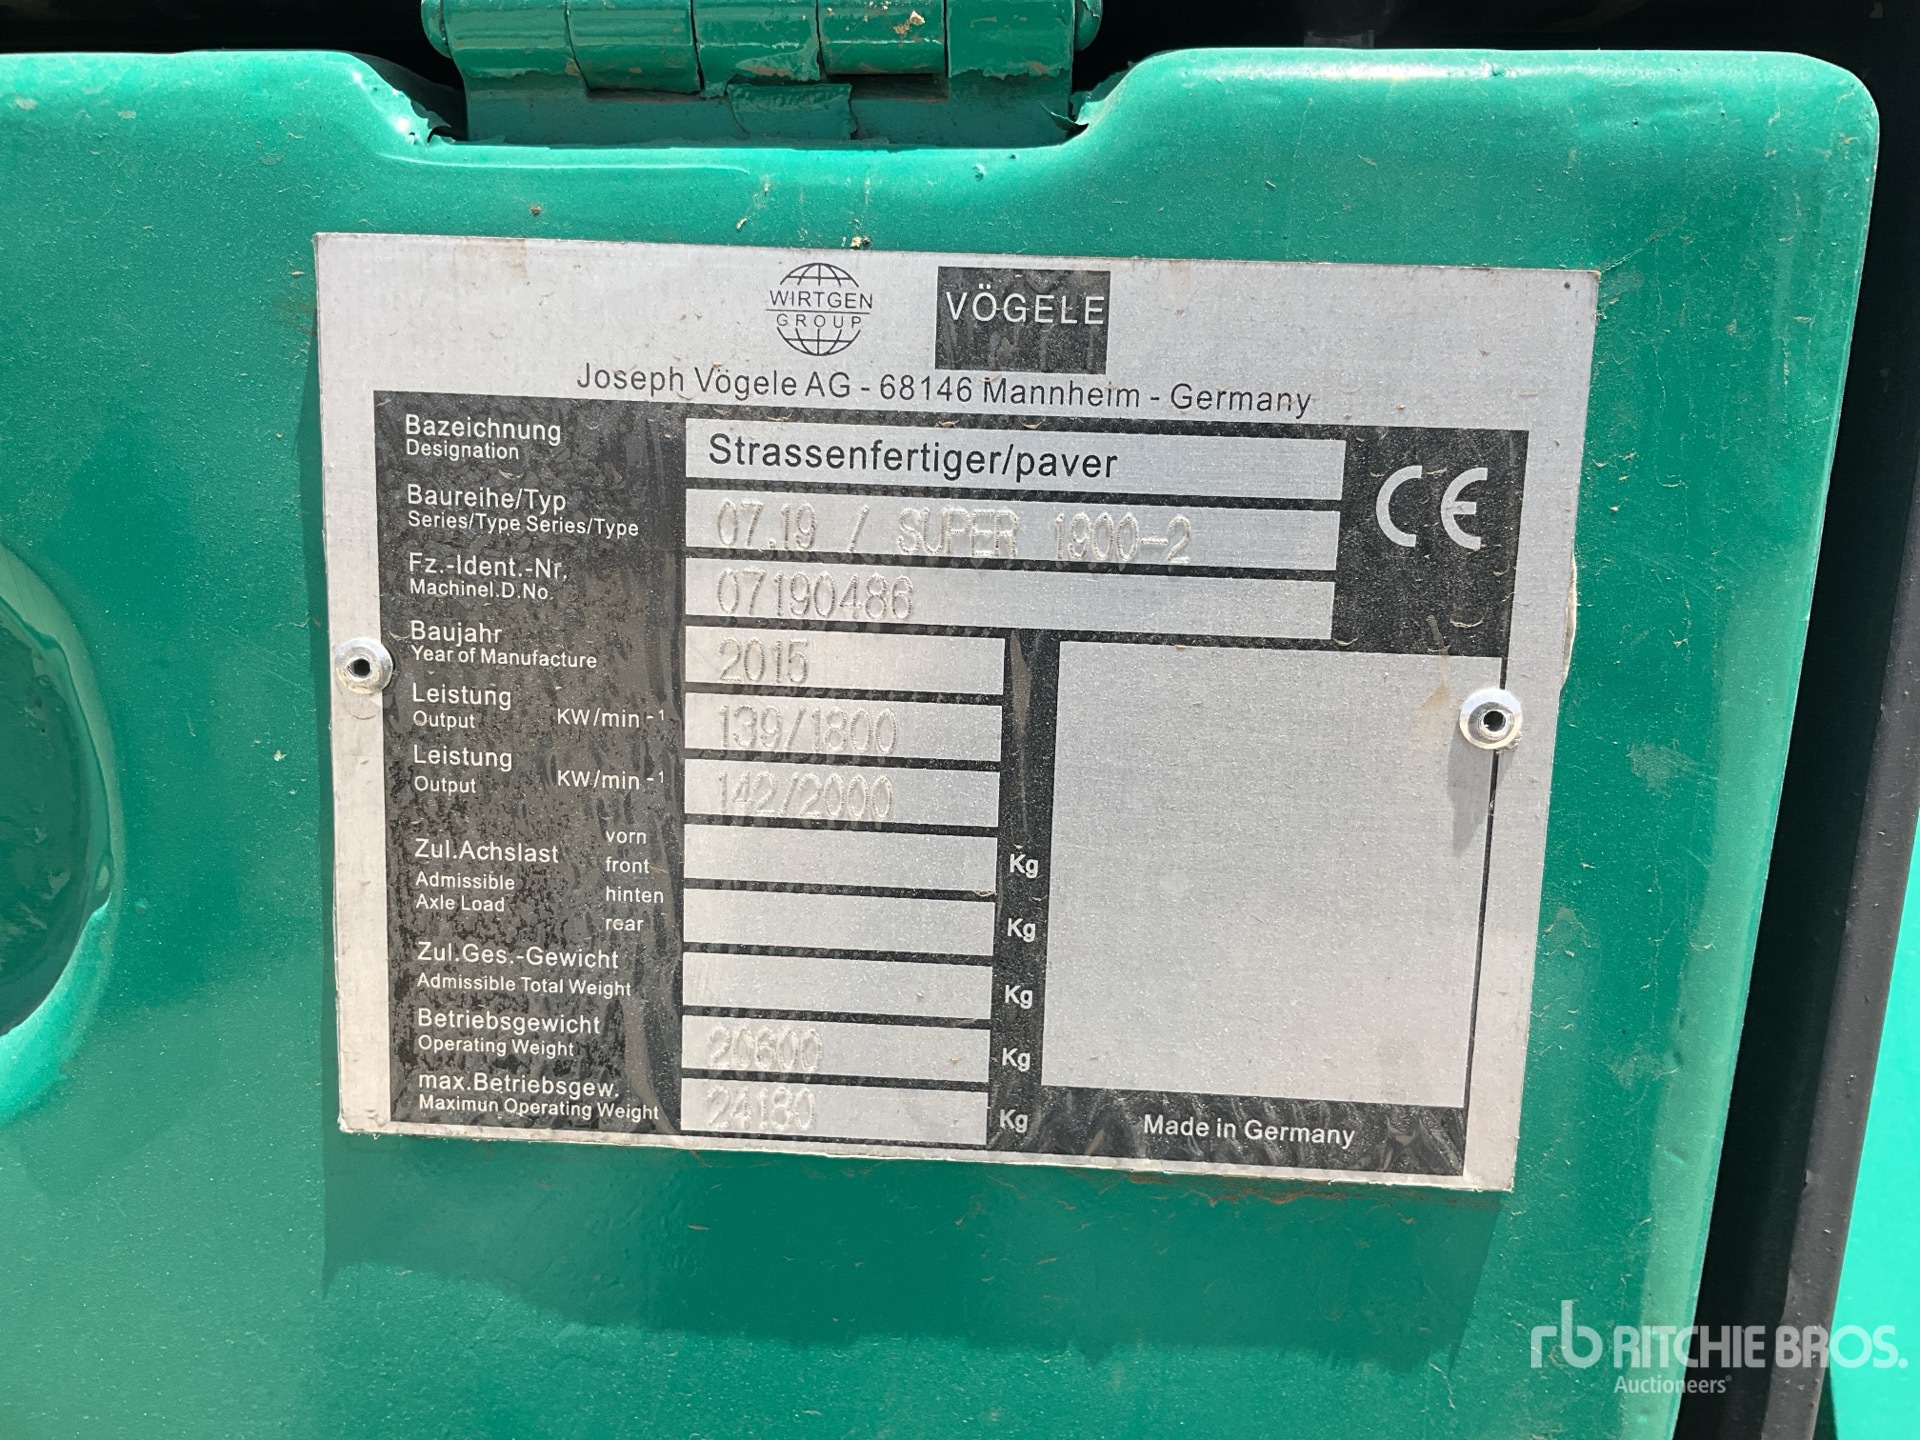 WIRTGEN
GROUP
VÖGELE
Joseph Vögele AG - 68146 Mannheim - Germany
Bazeichnung
Designation
Strassenfertiger/paver
Baureihe/Typ
Series/Type Series/Type
07.19 / SUPER 1900-2
CE
Fz.-Ident.-Nr.
Machinel.D.No.
07190486
Baujahr
Year of Manufacture
2015
Leistung
Output KW/min -1
139/1800
Leistung
Output KW/min -1
142/2000
Zul.Achslast
Admissible
Axle Load
vorn
front
Kg
hinten
rear
Kg
Zul.Ges.-Gewicht
Admissible Total Weight
Kg
Betriebsgewicht
Operating Weight
20600 Kg
max.Betriebsgew.
Maximun Operating Weight
24180 Kg
Made in Germany
rb RITCHIE BROS.
Auctioneers®